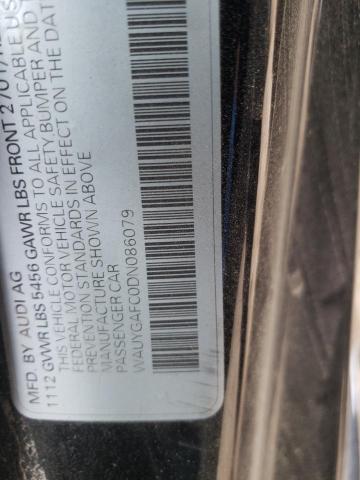 MFD. BY AUDI AG
1112 GWR LBS 5456 GAWR LBS FRONT
THIS VEHICLE CONFORMS TO ALL APPLICABLE
FEDERAL MOTOR VEHICLE SAFETY, BUMPER AND
PREVENTION STANDARDS IN EFFECT ON THE DAT
MANUFACTURE SHOWN ABOVE
PASSENGER CAR
WAUYGAFC0DN086079